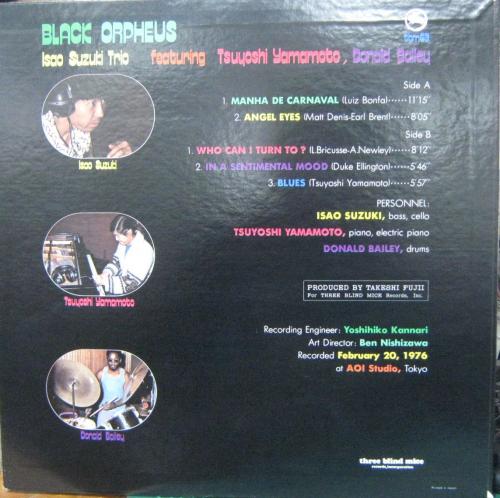 BLACK ORPHEUS
Isao Suzuki Trio featuring Tsuyoshi Yamamoto, Donald Bailey
Side A
1. MANHA DE CARNAVAL (Luiz Bonfa)······11'15"
2. ANGEL EYES (Matt Denis-Earl Brent)······8'05"
Side B
1. WHO CAN I TURN TO? (L.Bricusse-A.Newley)······8'12"
2. IN A SENTIMENTAL MOOD (Duke Ellington)······5'46"
3. BLUES (Tsuyoshi Yamamoto)······5'57"
Isao Suzuki
PERSONNEL:
ISAO SUZUKI, bass, cello
TSUYOSHI YAMAMOTO, piano, electric piano
DONALD BAILEY, drums
Tsuyoshi Yamamoto
PRODUCED BY TAKESHI FUJII
For THREE BLIND MICE Records, Inc.
Recording Engineer: Yoshihiko Kannari
Art Director: Ben Nishizawa
Recorded February 20, 1976
at AOI Studio, Tokyo
Donald Bailey
three blind mice
records, incorporation